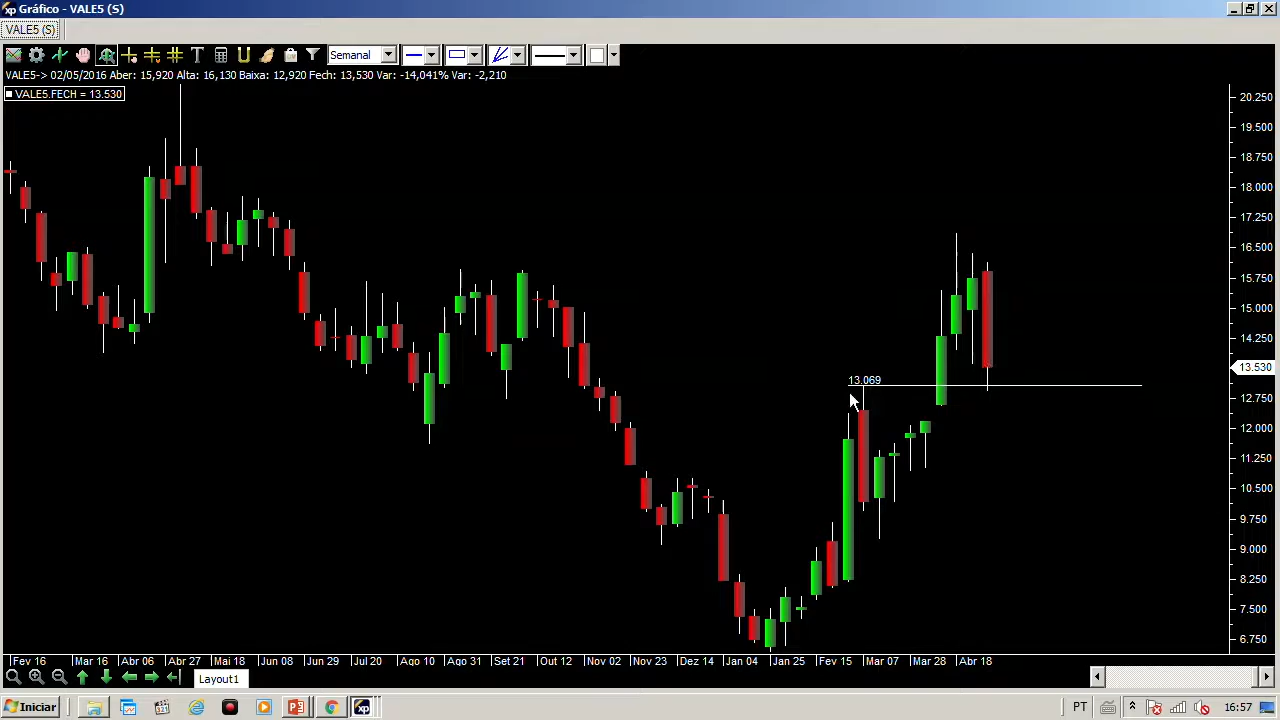 Gráfico - VALE5 (S)
VALE5 (S)
Semanal
VALE5-> 02/05/2016 Aber: 15,920 Alta: 16,130 Baixa: 12,920 Fech: 13,530 Var: -14,041% Var: -2,210
VALE5.FECH = 13.530
20.250
19.500
18.750
18.000
17.250
16.500
15.750
15.000
14.250
13.530
13.069
12.750
12.000
11.250
10.500
9.750
9.000
8.250
7.500
6.750
Fev 16 Mar 16 Abr 06 Abr 27 Mai 18 Jun 08 Jun 29 Jul 20 Ago 10 Ago 31 Set 21 Out 12 Nov 02 Nov 23 Dez 14 Jan 04 Jan 25 Fev 15 Mar 07 Mar 28 Abr 18
Layout1
Iniciar
PT
16:57